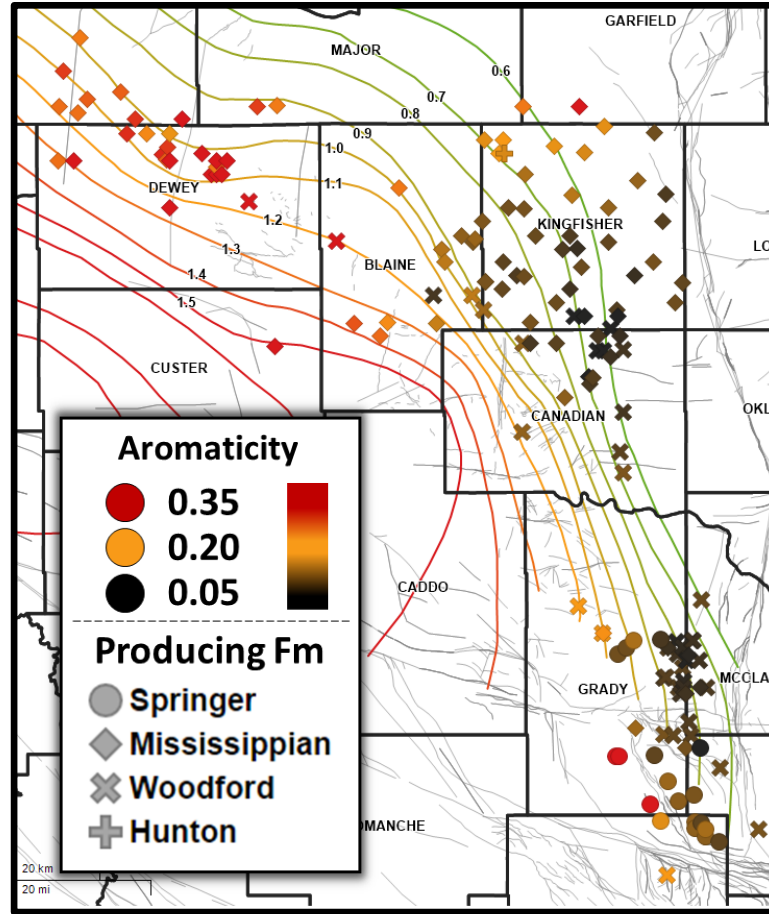 GARFIELD
MAJOR
0.6
0.7
0.8
0.9
1.0
1.1
DEWEY
1.2
KINGFISHER
1.3
LO
BLAINE
1.4
1.5
CUSTER
CANADIAN
OKL
Aromaticity
0.35
0.20
0.05
CADDO
Producing Fm
Springer
GRADY
MCCLA
Mississippian
Woodford
Hunton
OMANCHE
20 km
20 mi